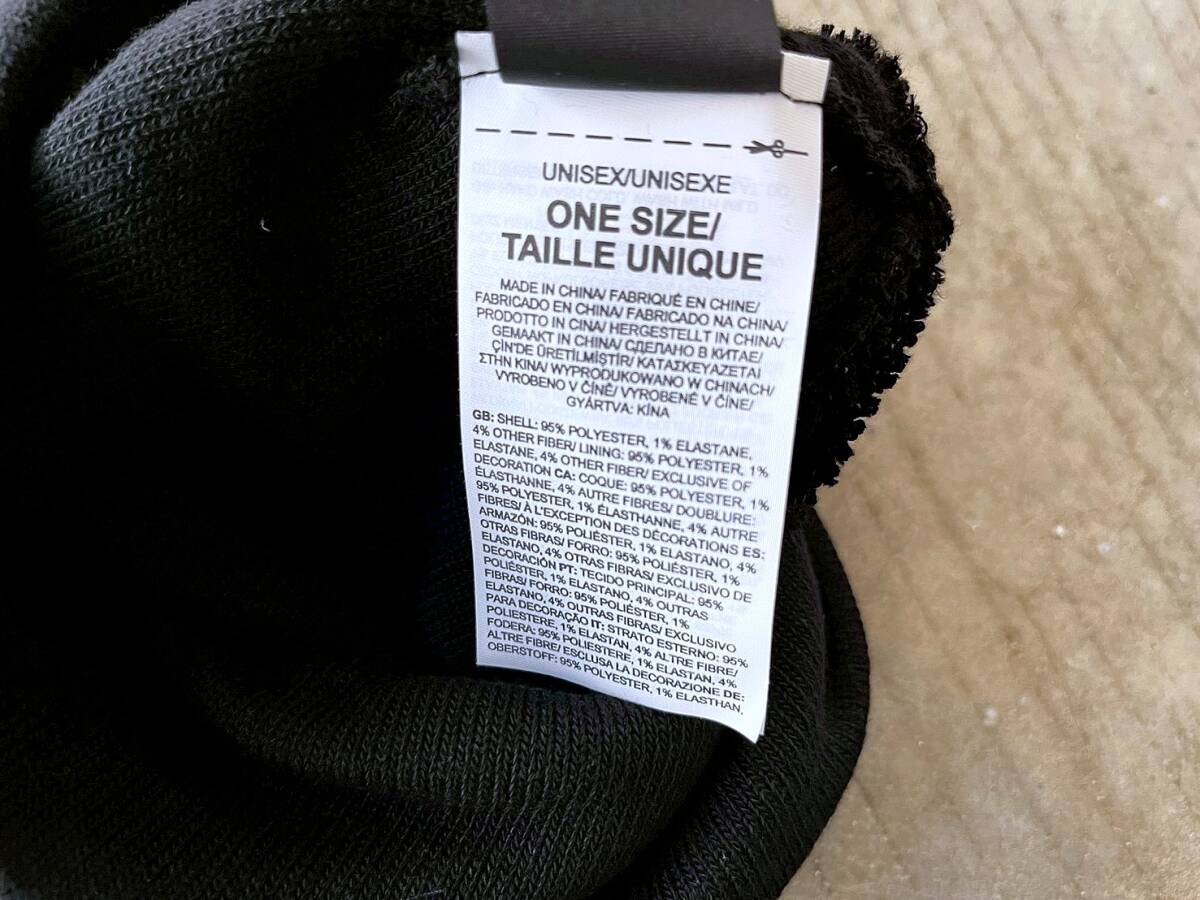 UNISEX/UNISEXE
ONE SIZE/
TAILLE UNIQUE
MADE IN CHINA/ FABRIQUÉ EN CHINE/
FABRICADO EN CHINA/ FABRICADO NA CHINA/
PRODOTTO IN CINA/ HERGESTELLT IN CHINA/
GEMAAKT IN CHINA/ СДЕЛАНО В КИТАЕ/
ÇİN'DE ÜRETİLMİŞTİR/ ΚΑΤΑΣΚΕΥΑΖΕΤΑΙ
ΣΤΗΝ ΚΙΝΑ/ WYPRODUKOWANO W CHINACH/
VYROBENO V ČÍNĚ/ VYROBENÉ V ČÍNE/
GYÁRTVA: KÍNA
GB: SHELL: 95% POLYESTER, 1% ELASTANE,
4% OTHER FIBER/ LINING: 95% POLYESTER, 1%
ELASTANE, 4% OTHER FIBER/ EXCLUSIVE OF
DECORATION CA: COQUE: 95% POLYESTER, 1%
ÉLASTHANNE, 4% AUTRE FIBRES/ DOUBLURE:
95% POLYESTER, 1% ÉLASTHANNE, 4% AUTRE
FIBRES/ À L'EXCEPTION DES DÉCORATIONS ES:
ARMAZÓN: 95% POLIÉSTER, 1% ELASTANO, 4%
OTRAS FIBRAS/ FORRO: 95% POLIÉSTER, 1%
ELASTANO, 4% OTRAS FIBRAS/ EXCLUSIVO DE
DECORACIÓN PT: TECIDO PRINCIPAL: 95%
POLIÉSTER, 1% ELASTANO, 4% OUTRAS
FIBRAS/ FORRO: 95% POLIÉSTER, 1%
ELASTANO, 4% OUTRAS FIBRAS/ EXCLUSIVO
PARA DECORAÇÃO IT: STRATO ESTERNO: 95%
POLIESTERE, 1% ELASTAN, 4% ALTRE FIBRE/
FODERA: 95% POLIESTERE, 1% ELASTAN, 4%
ALTRE FIBRE/ ESCLUSA LA DECORAZIONE DE:
OBERSTOFF: 95% POLYESTER, 1% ELASTHAN,